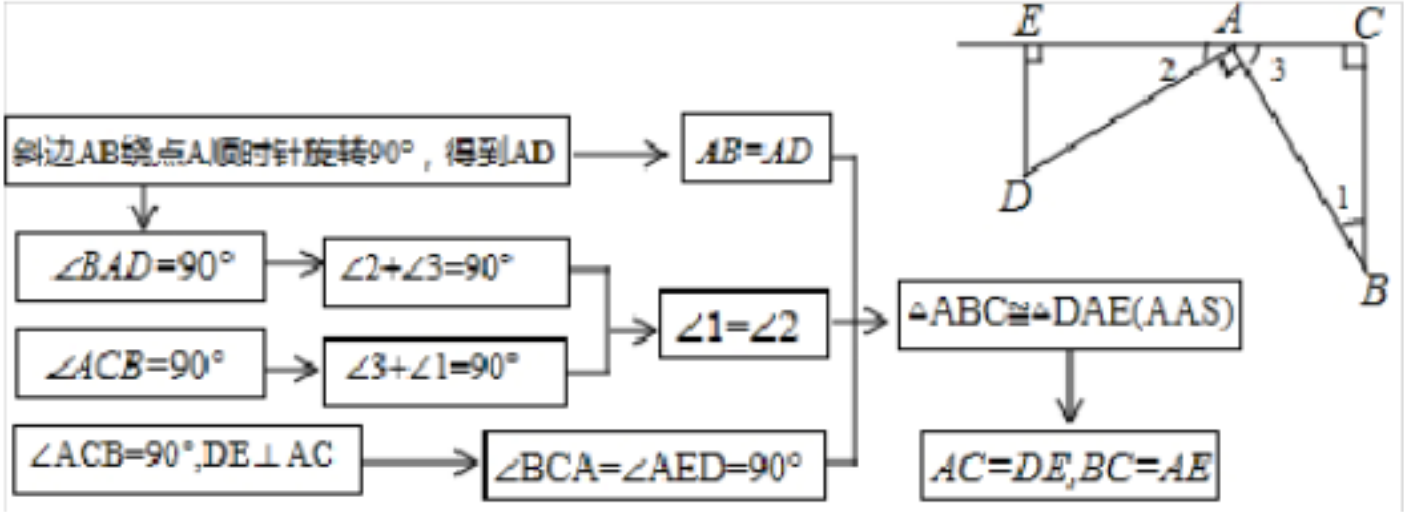 E A C
2 3
斜边AB绕点A顺时针旋转90°，得到AD
AB=AD
D
1
∠BAD=90°
∠2+∠3=90°
B
∠1=∠2
△ABC≅△DAE(AAS)
∠ACB=90°
∠3+∠1=90°
∠ACB=90°,DE⊥AC
∠BCA=∠AED=90°
AC=DE,BC=AE